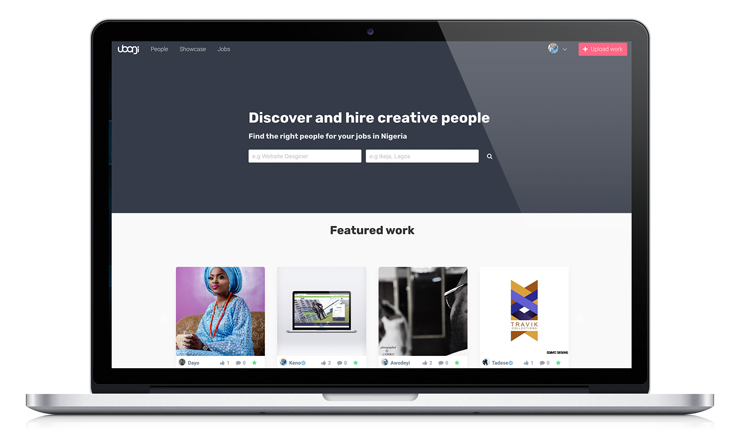 ubanji
People Showcase Jobs
+ Upload work
Discover and hire creative people
Find the right people for your jobs in Nigeria
e.g Website Designer e.g Ikeja, Lagos
Featured work
TRAVIK
COLLECTIONS
Dayo 1 0
Keno 3 0
Awodeyi 2 0
Tadese 1 0